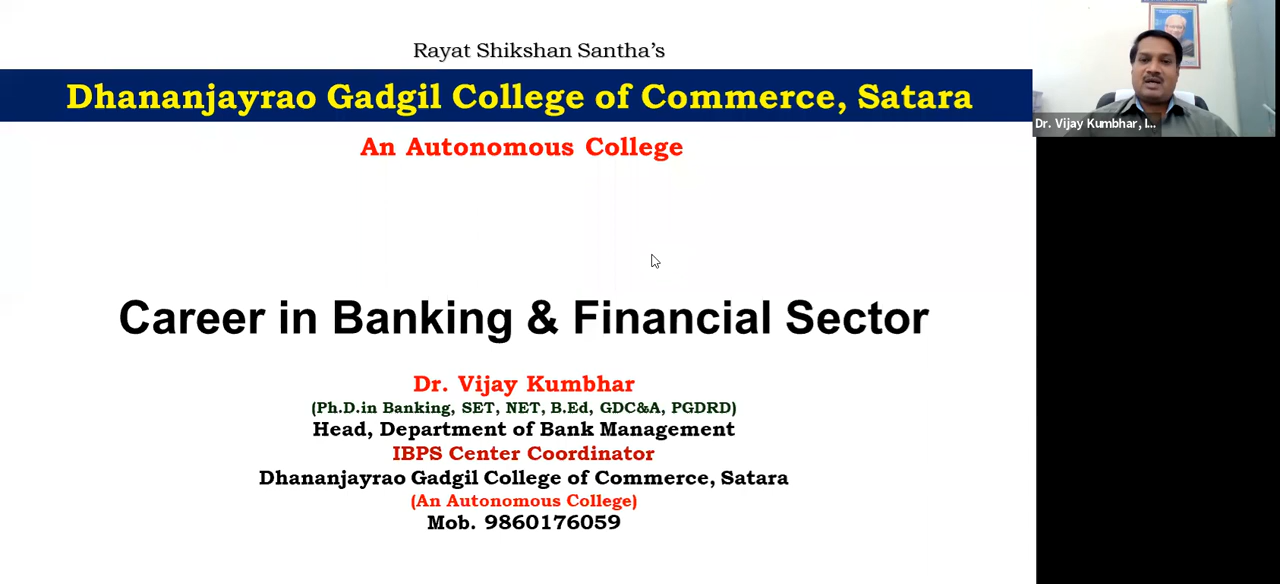 Rayat Shikshan Santha's
Dhananjayrao Gadgil College of Commerce, Satara
An Autonomous College
Dr. Vijay Kumbhar, I...
Career in Banking & Financial Sector
Dr. Vijay Kumbhar
(Ph.D.in Banking, SET, NET, B.Ed, GDC&A, PGDRD)
Head, Department of Bank Management
IBPS Center Coordinator
Dhananjayrao Gadgil College of Commerce, Satara
(An Autonomous College)
Mob. 9860176059